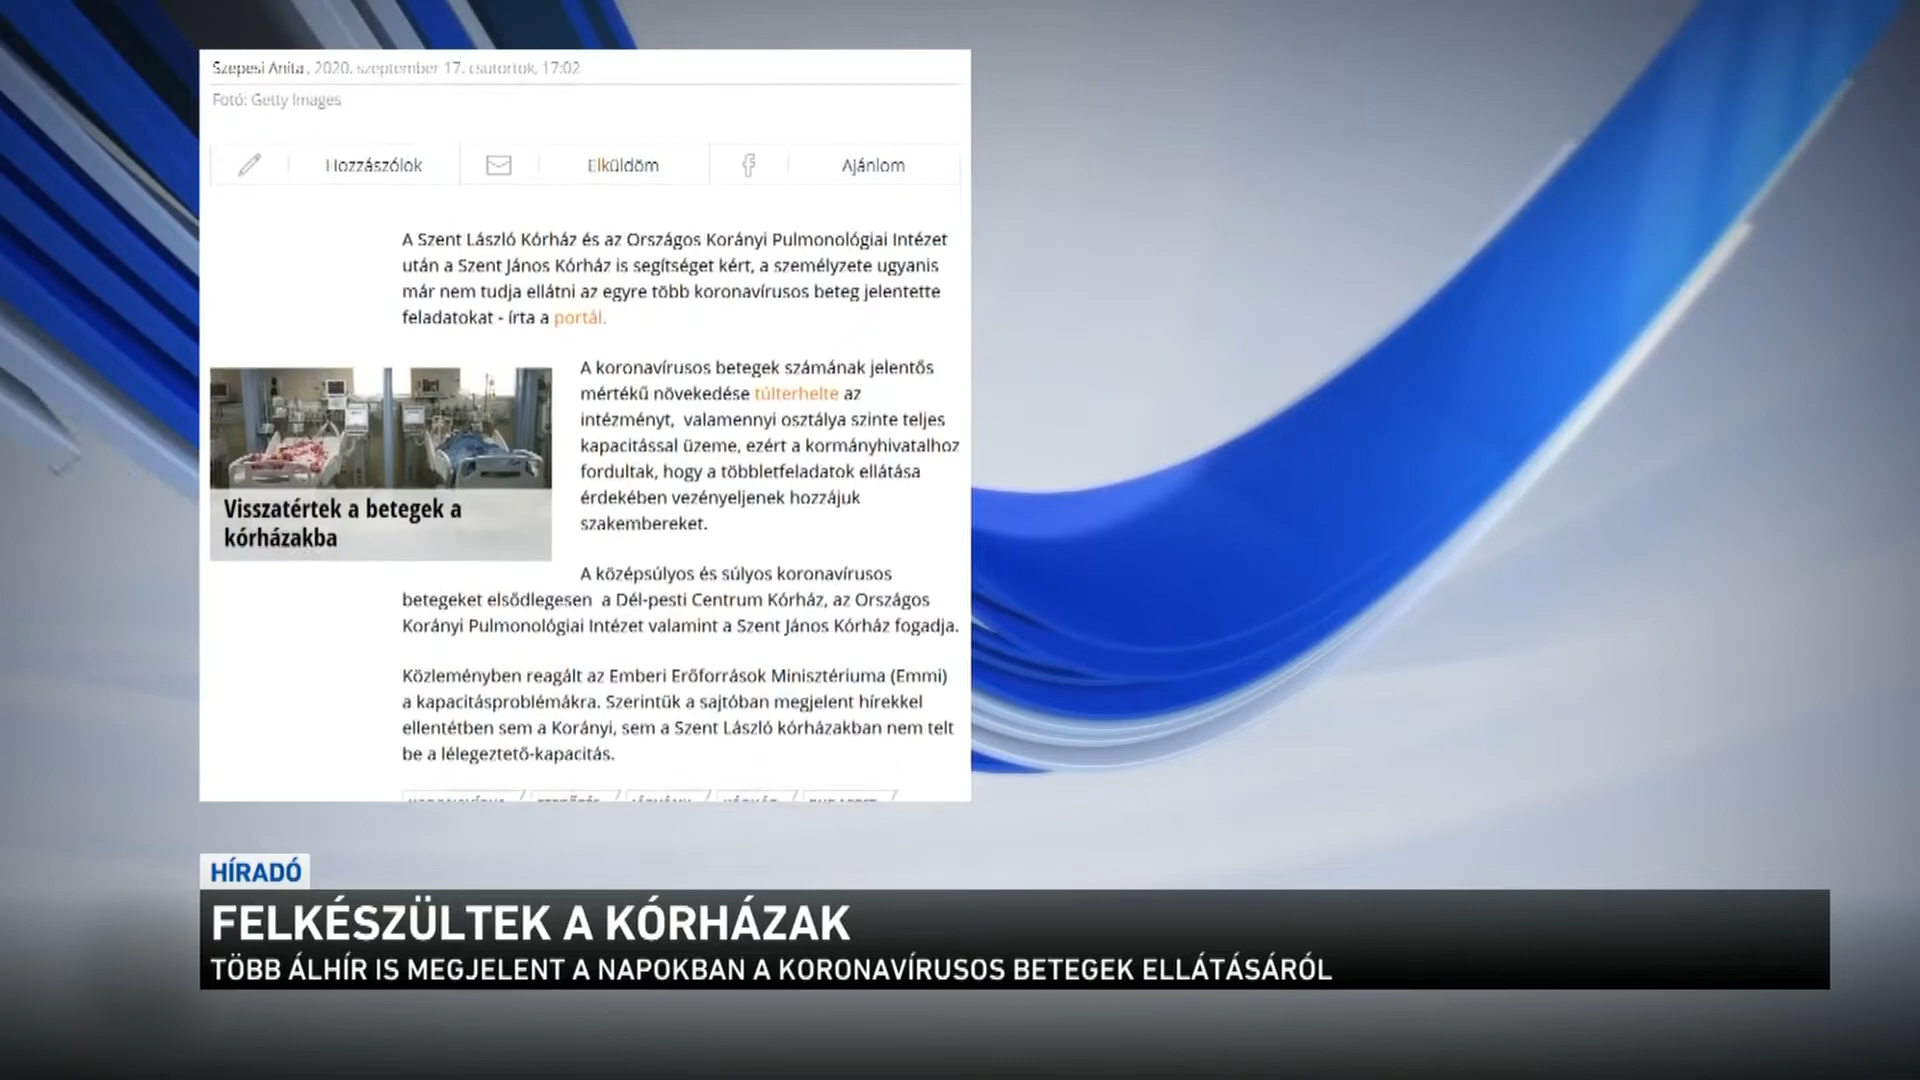 Szepesi Anita, 2020. szeptember 17. csütörtök, 17:02
Fotó: Getty Images
Hozzászólok
Elküldöm
Ajánlom
A Szent László Kórház és az Országos Korányi Pulmonológiai Intézet
után a Szent János Kórház is segítséget kért, a személyzete ugyanis
már nem tudja ellátni az egyre több koronavírusos beteg jelentette
feladatokat - írta a portál.
A koronavírusos betegek számának jelentős
mértékű növekedése túlterhelte az
intézményt, valamennyi osztálya szinte teljes
kapacitással üzeme, ezért a kormányhivatalhoz
fordultak, hogy a többletfeladatok ellátása
érdekében vezényeljenek hozzájuk
szakembereket.
Visszatértek a betegek a
kórházakba
A középsúlyos és súlyos koronavírusos
betegeket elsődlegesen a Dél-pesti Centrum Kórház, az Országos
Korányi Pulmonológiai Intézet valamint a Szent János Kórház fogadja.
Közleményben reagált az Emberi Erőforrások Minisztériuma (Emmi)
a kapacitásproblémákra. Szerintük a sajtóban megjelent hírekkel
ellentétben sem a Korányi, sem a Szent László kórházakban nem telt
be a lélegeztető-kapacitás.
HÍRADÓ
FELKÉSZÜLTEK A KÓRHÁZAK
TÖBB ÁLHÍR IS MEGJELENT A NAPOKBAN A KORONAVÍRUSOS BETEGEK ELLÁTÁSÁRÓL